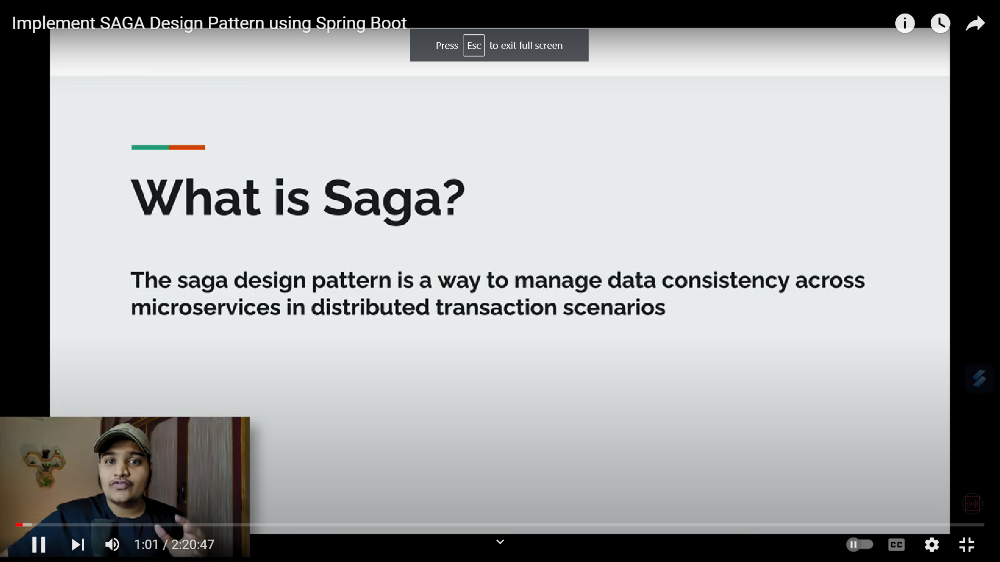 Implement SAGA Design Pattern using Spring Boot
Press Esc to exit full screen
What is Saga?
The saga design pattern is a way to manage data consistency across
microservices in distributed transaction scenarios
1:01 / 2:20:47
CC